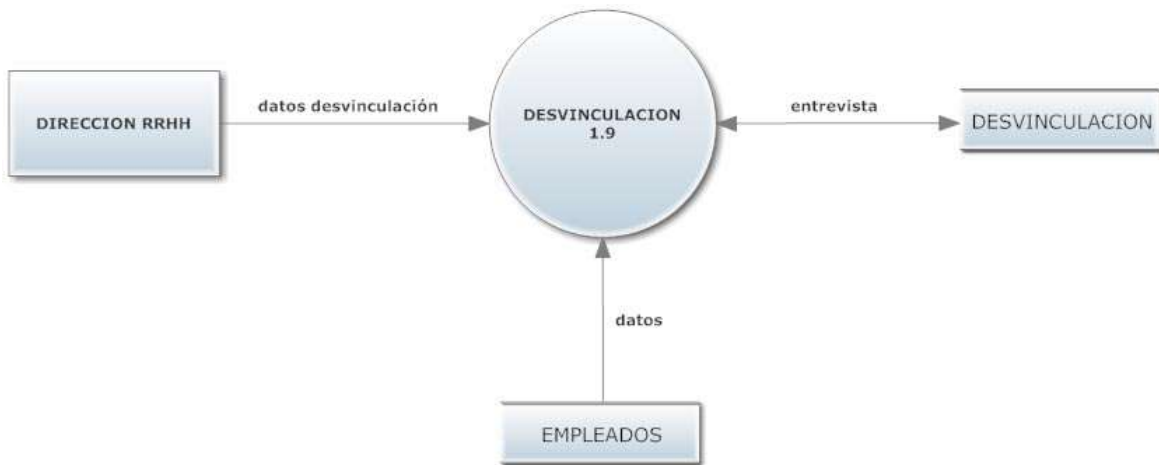 DIRECCION RRHH
datos desvinculación
DESVINCULACION
1.9
entrevista
DESVINCULACION
datos
EMPLEADOS